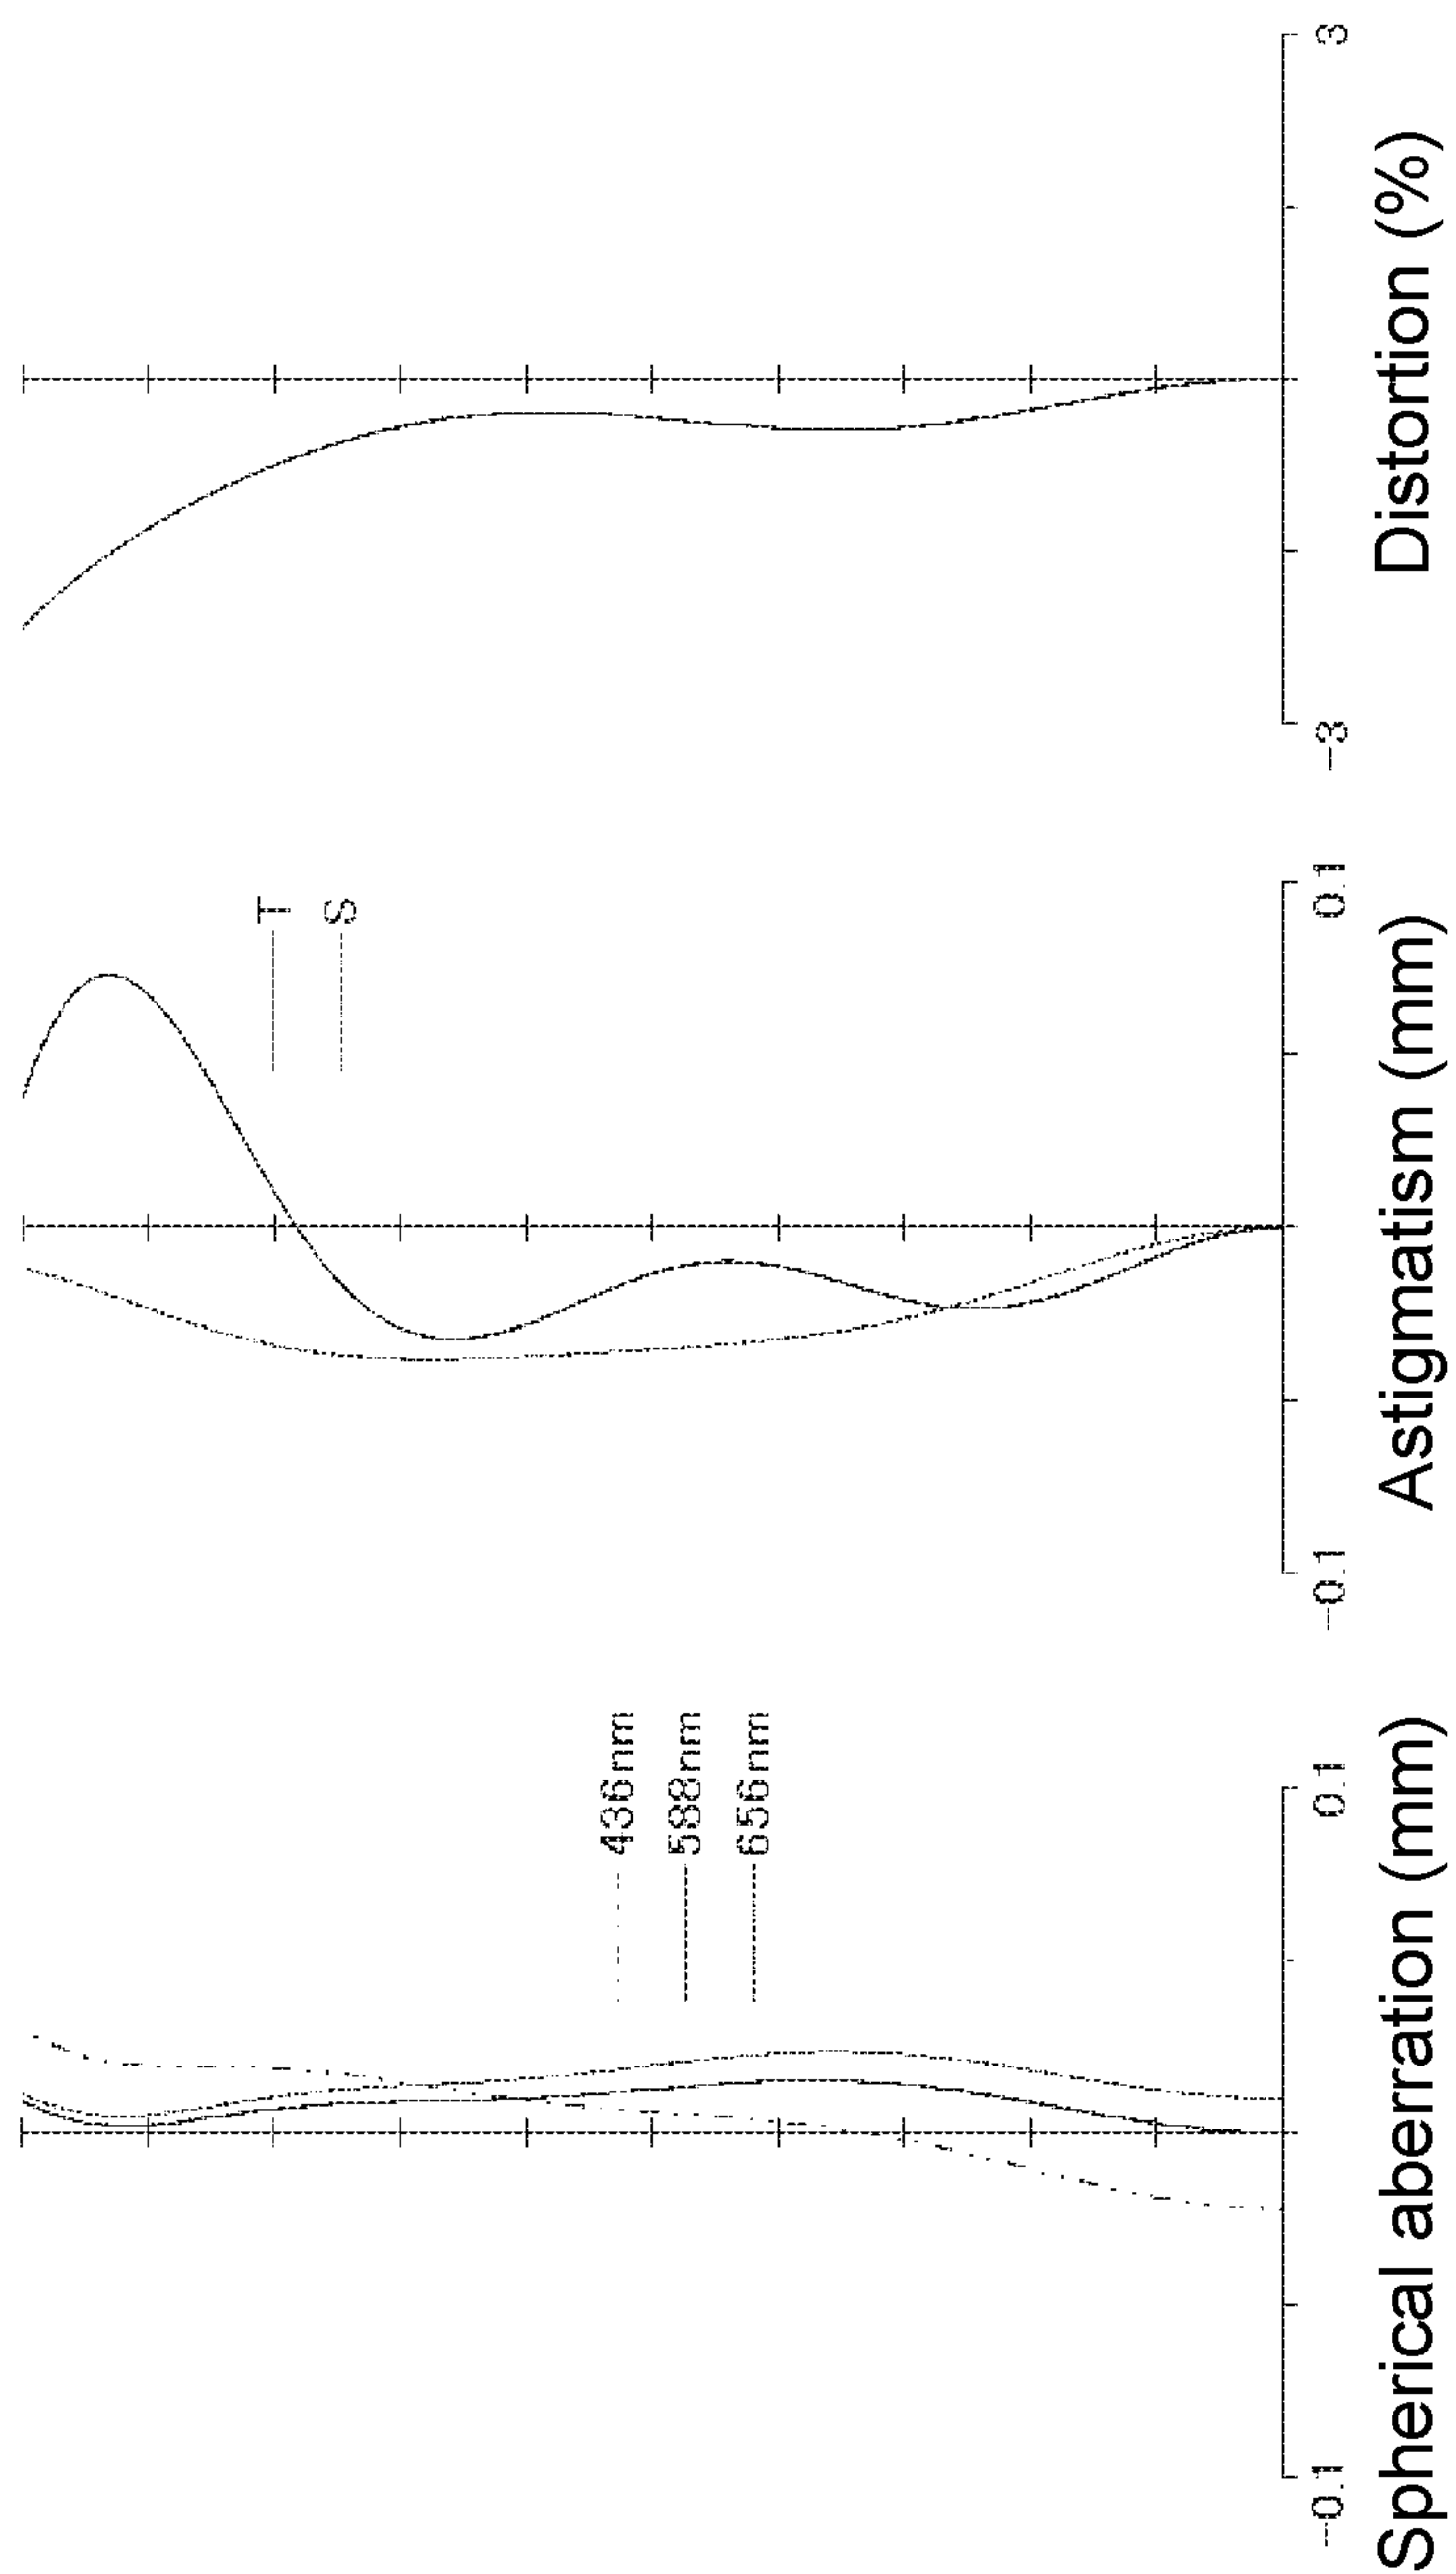 436nm
588nm
656nm
-0.1
0.1
Spherical aberration (mm)
T
S
-0.1
0.1
Astigmatism (mm)
-3
3
Distortion (%)